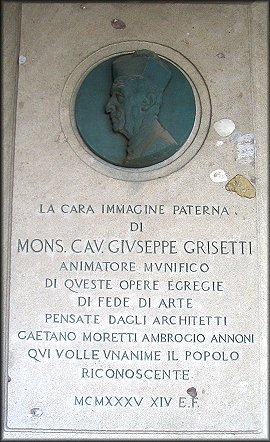 LA CARA IMMAGINE PATERNA
DI
MONS. CAV. GIVSEPPE GRISETTI
ANIMATORE MVNIFICO
DI QVESTE OPERE EGREGIE
DI FEDE DI ARTE
PENSATE DAGLI ARCHITETTI
GAETANO MORETTI AMBROGIO ANNONI
QVI VOLLE VNANIME IL POPOLO
RICONOSCENTE
MCMXXXV XIV E.F.